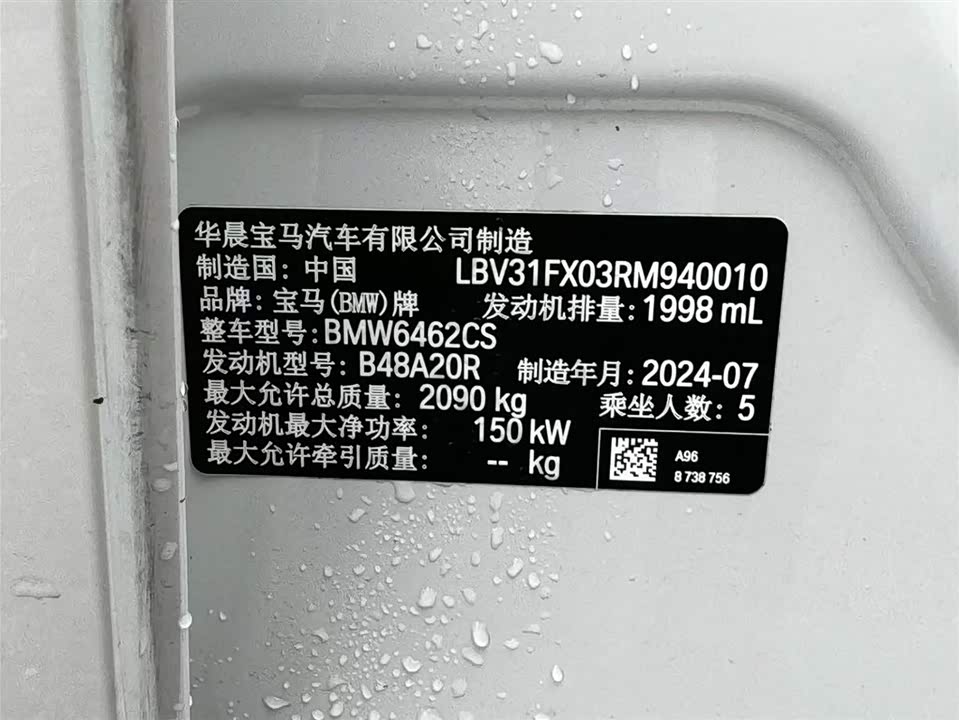 华晨宝马汽车有限公司制造
制造国: 中国 LBV31FX03RM940010
品牌: 宝马(BMW)牌 发动机排量: 1998 mL
整车型号: BMW6462CS
发动机型号: B48A20R 制造年月: 2024-07
最大允许总质量: 2090 kg 乘坐人数: 5
发动机最大净功率: 150 kW
最大允许牵引质量: -- kg
A96
8 738 756